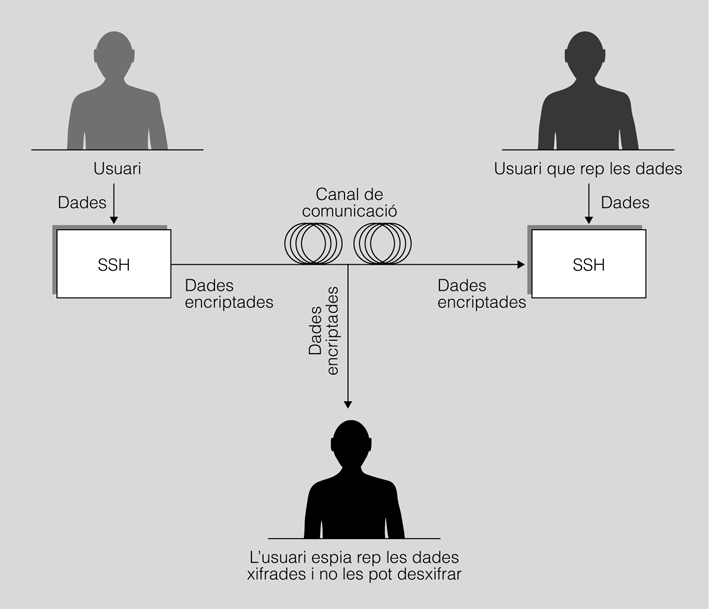 Usuari
Usuari que rep les dades
Dades
Canal de
comunicació
Dades
SSH
SSH
Dades
encriptades
Dades
encriptades
Dades
encriptades
L'usuari espia rep les dades
xifrades i no les pot desxifrar